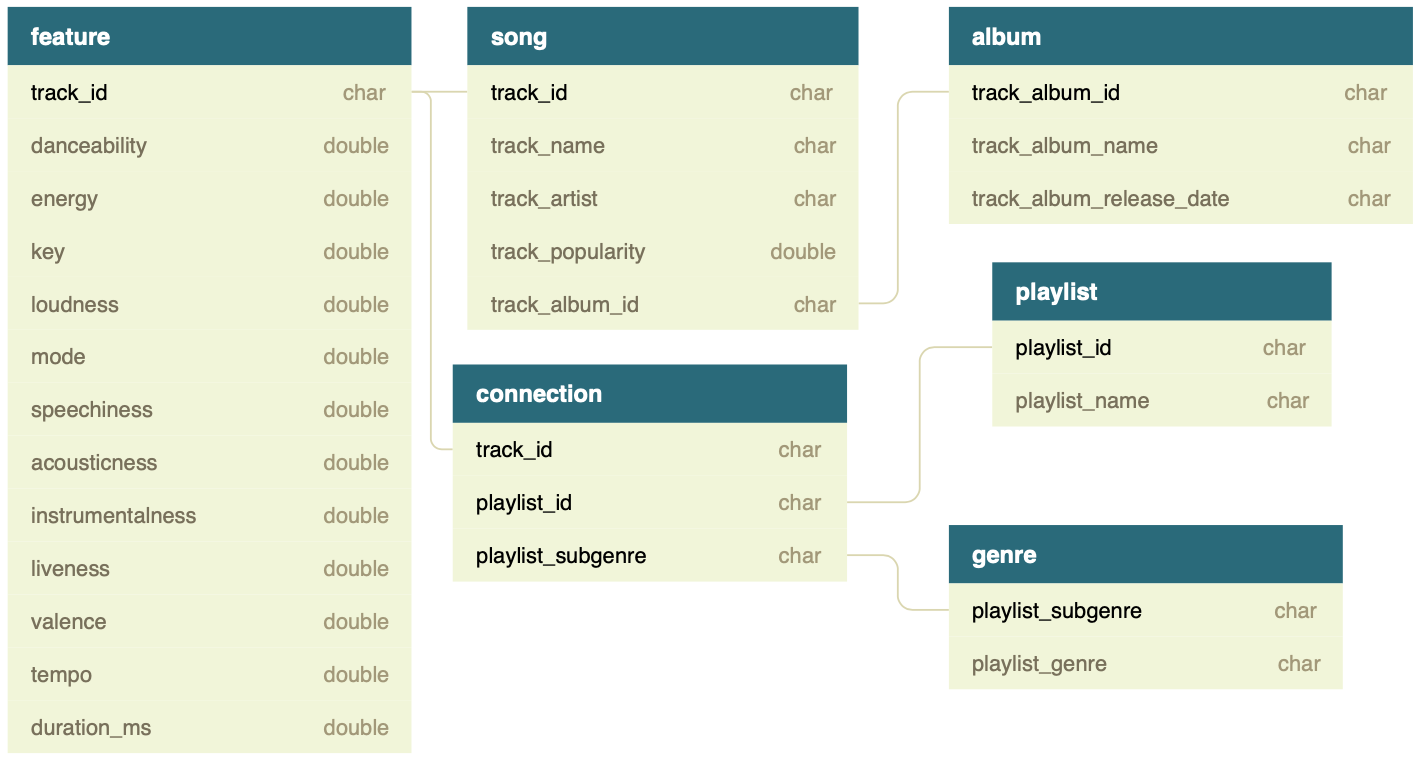 feature
track_id char
danceability double
energy double
key double
loudness double
mode double
speechiness double
acousticness double
instrumentalness double
liveness double
valence double
tempo double
duration_ms double
song
track_id char
track_name char
track_artist char
track_popularity double
track_album_id char
connection
track_id char
playlist_id char
playlist_subgenre char
album
track_album_id char
track_album_name char
track_album_release_date char
playlist
playlist_id char
playlist_name char
genre
playlist_subgenre char
playlist_genre char